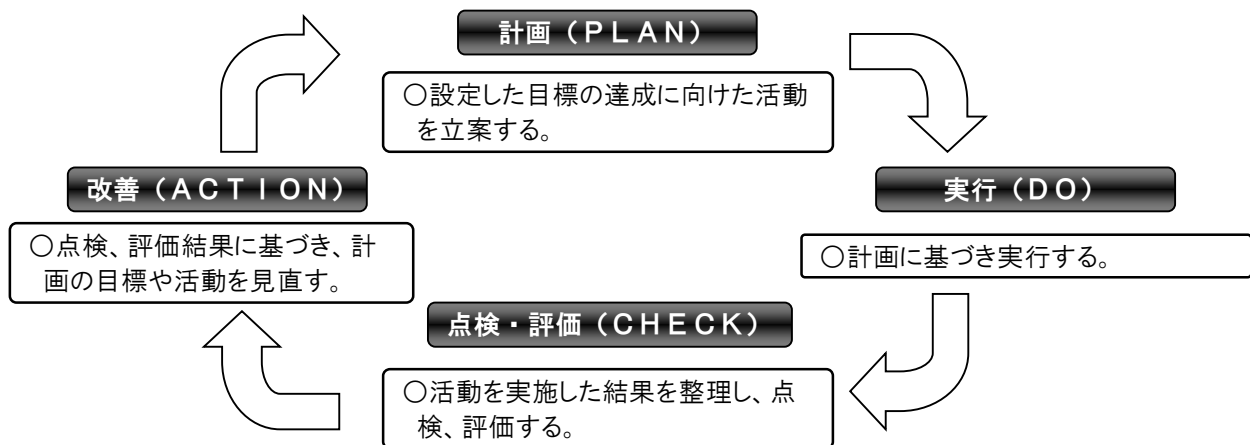 計画（ＰＬＡＮ）
○設定した目標の達成に向けた活動
を立案する。
実行（ＤＯ）
○計画に基づき実行する。
点検・評価（ＣＨＥＣＫ）
○活動を実施した結果を整理し、点
検、評価する。
改善（ＡＣＴＩＯＮ）
○点検、評価結果に基づき、計
画の目標や活動を見直す。